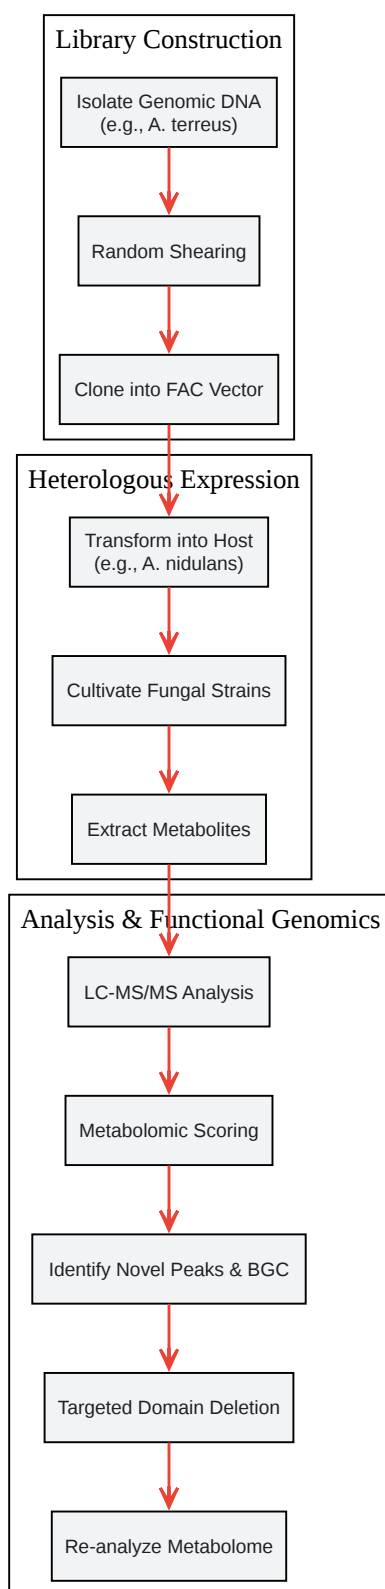 Library Construction
Isolate Genomic DNA
(e.g., A. terreus)
Random Shearing
Clone into FAC Vector
Heterologous Expression
Transform into Host
(e.g., A. nidulans)
Cultivate Fungal Strains
Extract Metabolites
Analysis & Functional Genomics
LC-MS/MS Analysis
Metabolomic Scoring
Identify Novel Peaks & BGC
Targeted Domain Deletion
Re-analyze Metabolome